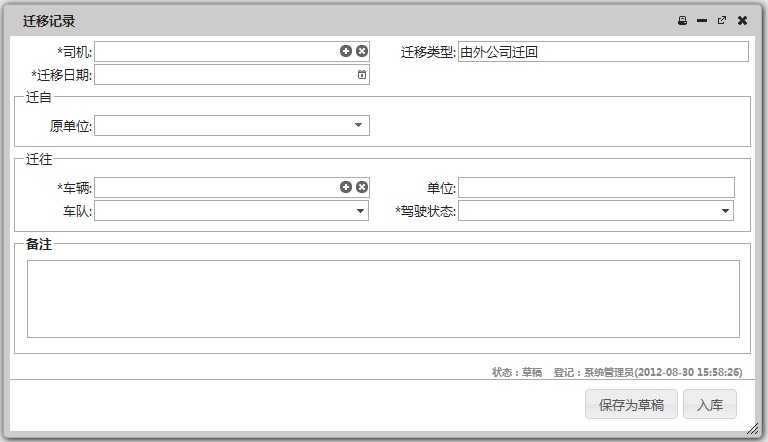 迁移记录
*司机: 迁移类型: 由外公司迁回
*迁移日期:
迁自
原单位:
迁往
*车辆: 单位:
车队: *驾驶状态:
备注
状态：草稿 登记：系统管理员(2012-08-30 15:58:26)
保存为草稿 入库